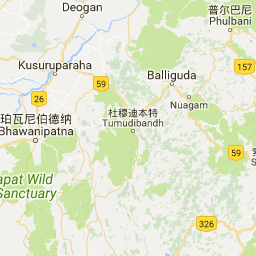 Deogan
普尔巴尼
Phulbani
Kusuruparaha
Balliguda
157
59
26
Nuagam
杜穆迪本特
Tumudibandh
珀瓦尼伯德纳
Bhawanipatna
59
apat Wild
Sanctuary
326